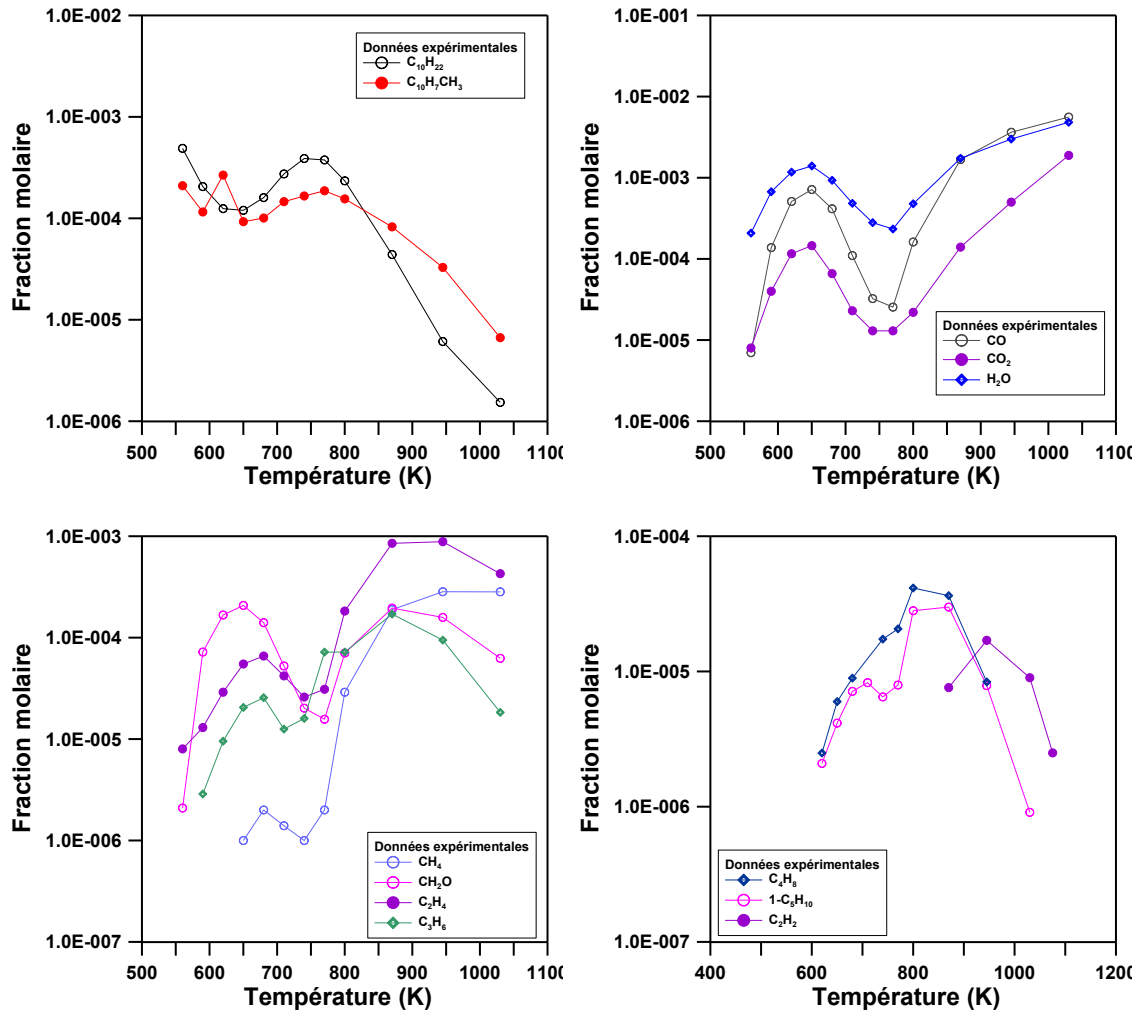 1.0E-002
1.0E-003
1.0E-004
1.0E-005
1.0E-006
Fraction molaire
Données expérimentales
C₁₀H₂₂
C₁₀H₇CH₃
500 600 700 800 900 1000 1100
Température (K)
1.0E-001
1.0E-002
1.0E-003
1.0E-004
1.0E-005
1.0E-006
Fraction molaire
Données expérimentales
CO
CO₂
H₂O
500 600 700 800 900 1000 1100
Température (K)
1.0E-003
1.0E-004
1.0E-005
1.0E-006
1.0E-007
Fraction molaire
Données expérimentales
CH₄
CH₂O
C₂H₄
C₃H₆
500 600 700 800 900 1000 1100
Température (K)
1.0E-004
1.0E-005
1.0E-006
1.0E-007
Fraction molaire
Données expérimentales
C₄H₈
1-C₅H₁₀
C₂H₂
400 600 800 1000 1200
Température (K)